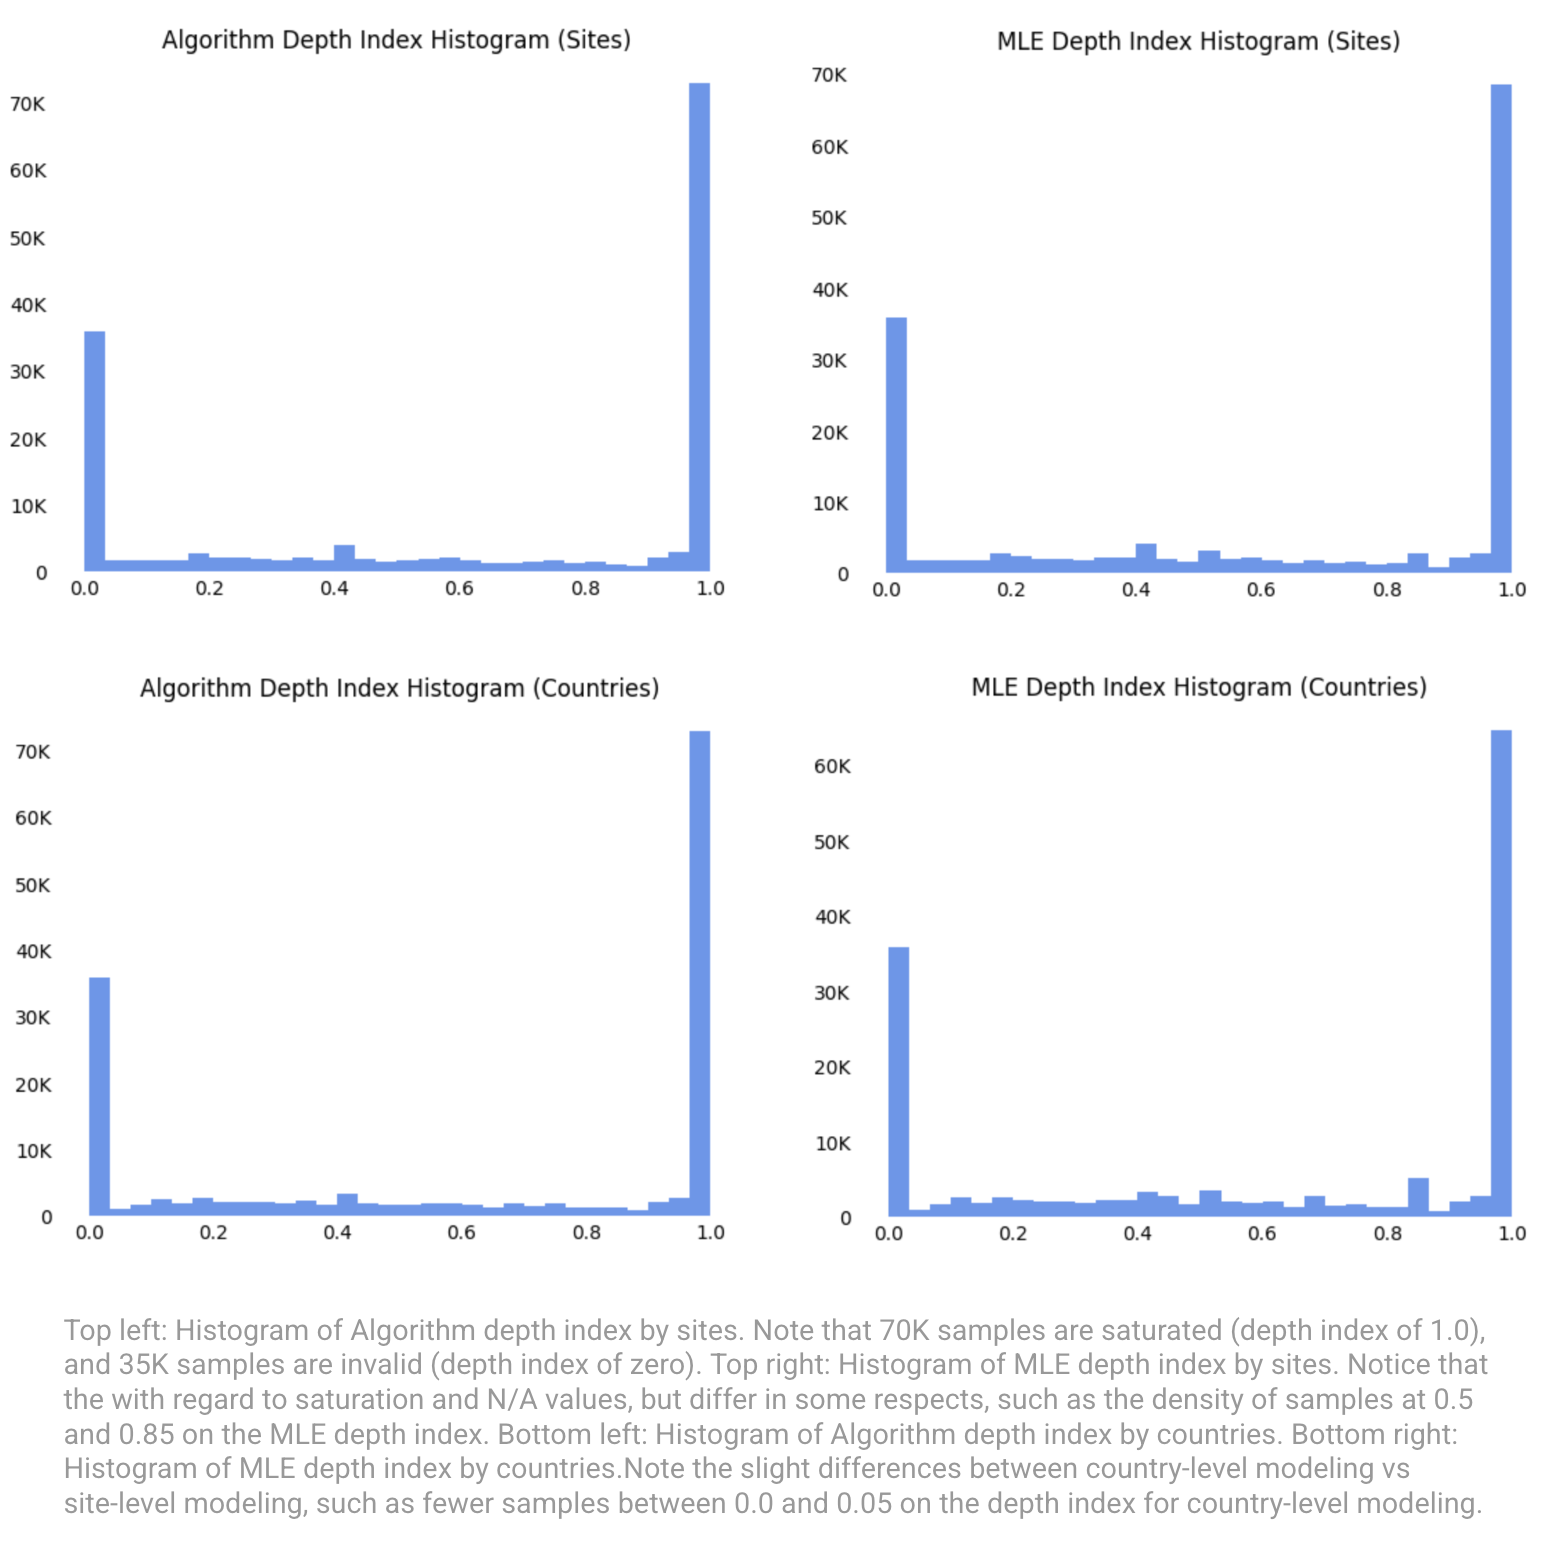 Algorithm Depth Index Histogram (Sites)
70K
60K
50K
40K
30K
20K
10K
0
0.0 0.2 0.4 0.6 0.8 1.0
MLE Depth Index Histogram (Sites)
70K
60K
50K
40K
30K
20K
10K
0
0.0 0.2 0.4 0.6 0.8 1.0
Algorithm Depth Index Histogram (Countries)
70K
60K
50K
40K
30K
20K
10K
0
0.0 0.2 0.4 0.6 0.8 1.0
MLE Depth Index Histogram (Countries)
60K
50K
40K
30K
20K
10K
0
0.0 0.2 0.4 0.6 0.8 1.0
Top left: Histogram of Algorithm depth index by sites. Note that 70K samples are saturated (depth index of 1.0),
and 35K samples are invalid (depth index of zero). Top right: Histogram of MLE depth index by sites. Notice that
the with regard to saturation and N/A values, but differ in some respects, such as the density of samples at 0.5
and 0.85 on the MLE depth index. Bottom left: Histogram of Algorithm depth index by countries. Bottom right:
Histogram of MLE depth index by countries.Note the slight differences between country-level modeling vs
site-level modeling, such as fewer samples between 0.0 and 0.05 on the depth index for country-level modeling.